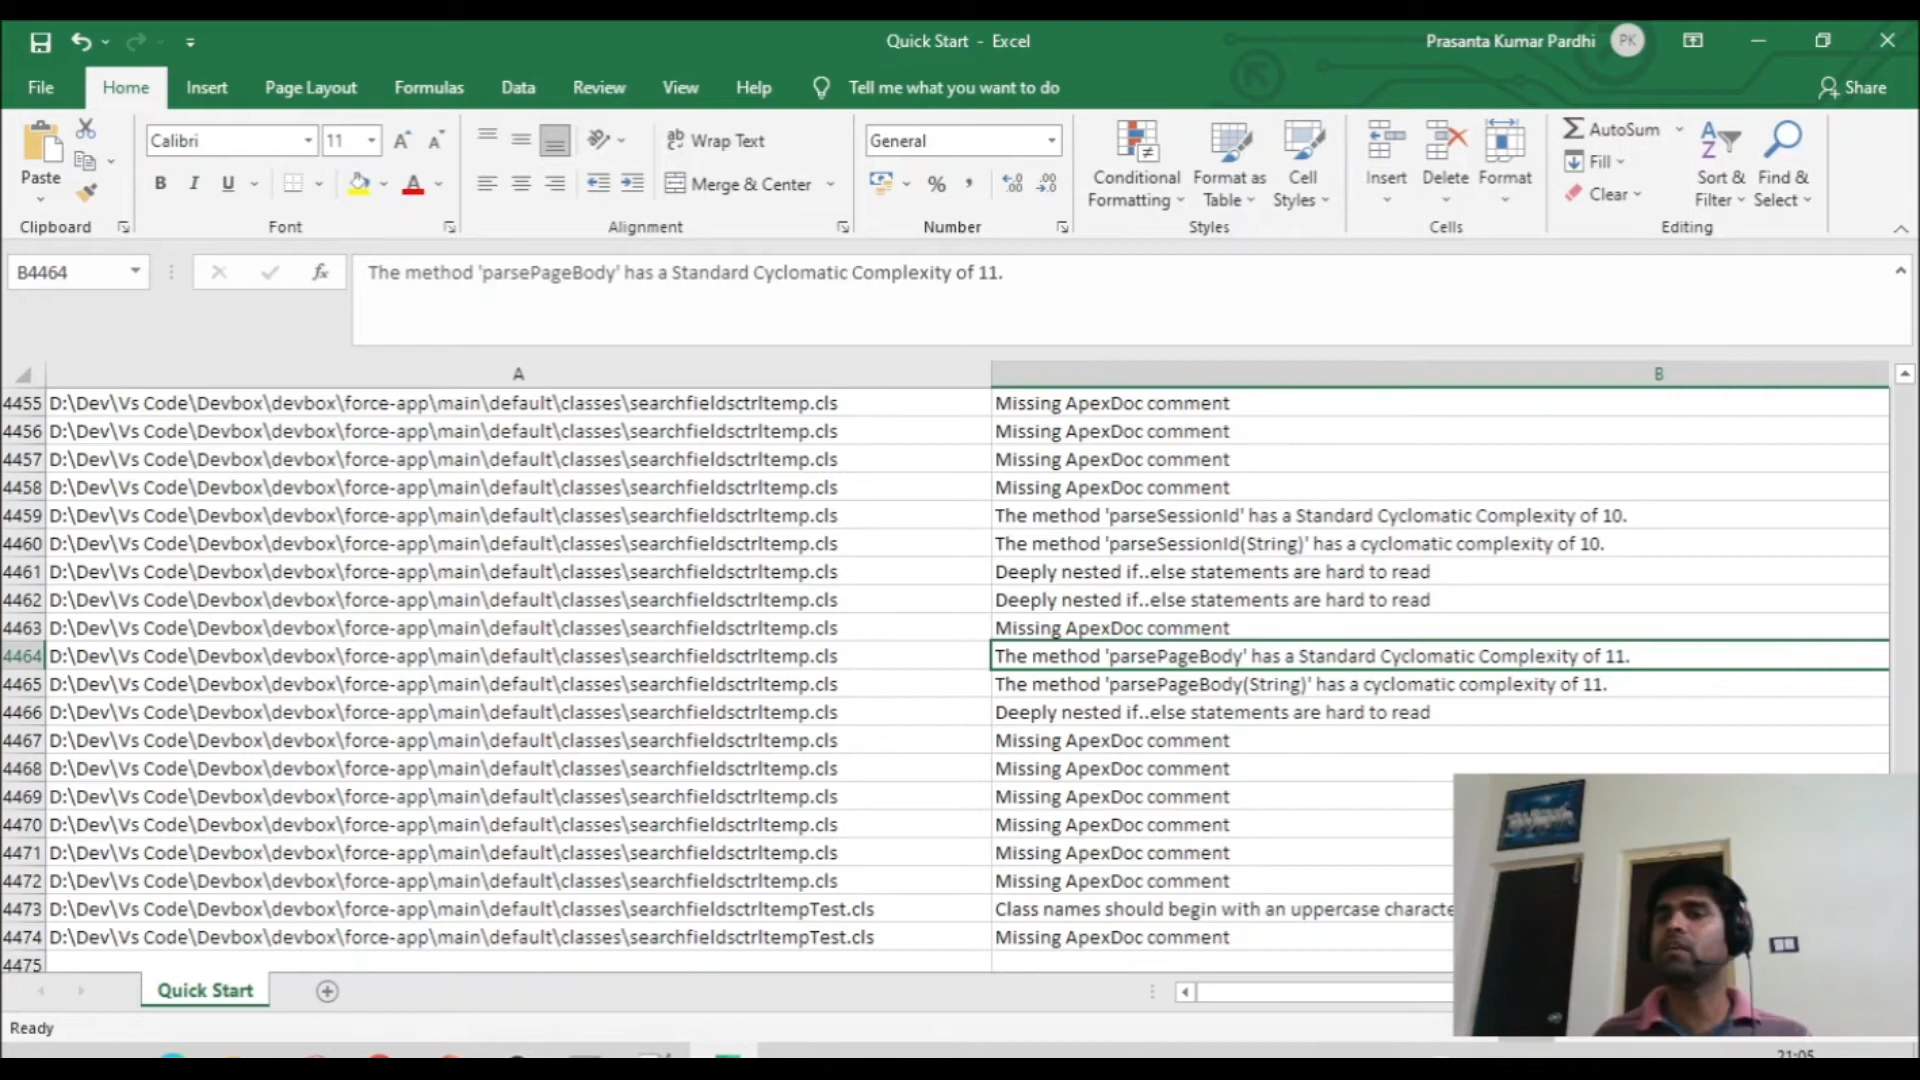 Quick Start - Excel
Prasanta Kumar Pardhi
PK
File
Home
Insert
Page Layout
Formulas
Data
Review
View
Help
Tell me what you want to do
Share
Paste
Clipboard
Calibri
11
B I U
Font
Wrap Text
Merge & Center
Alignment
General
Number
Conditional Formatting
Format as Table
Cell Styles
Styles
Insert
Delete
Format
Cells
AutoSum
Fill
Clear
Sort & Filter
Find & Select
Editing
B4464
fx
The method 'parsePageBody' has a Standard Cyclomatic Complexity of 11.
A
B
4455 D:\Dev\Vs Code\Devbox\devbox\force-app\main\default\classes\searchfieldsctrltemp.cls Missing ApexDoc comment
4456 D:\Dev\Vs Code\Devbox\devbox\force-app\main\default\classes\searchfieldsctrltemp.cls Missing ApexDoc comment
4457 D:\Dev\Vs Code\Devbox\devbox\force-app\main\default\classes\searchfieldsctrltemp.cls Missing ApexDoc comment
4458 D:\Dev\Vs Code\Devbox\devbox\force-app\main\default\classes\searchfieldsctrltemp.cls Missing ApexDoc comment
4459 D:\Dev\Vs Code\Devbox\devbox\force-app\main\default\classes\searchfieldsctrltemp.cls The method 'parseSessionId' has a Standard Cyclomatic Complexity of 10.
4460 D:\Dev\Vs Code\Devbox\devbox\force-app\main\default\classes\searchfieldsctrltemp.cls The method 'parseSessionId(String)' has a cyclomatic complexity of 10.
4461 D:\Dev\Vs Code\Devbox\devbox\force-app\main\default\classes\searchfieldsctrltemp.cls Deeply nested if..else statements are hard to read
4462 D:\Dev\Vs Code\Devbox\devbox\force-app\main\default\classes\searchfieldsctrltemp.cls Deeply nested if..else statements are hard to read
4463 D:\Dev\Vs Code\Devbox\devbox\force-app\main\default\classes\searchfieldsctrltemp.cls Missing ApexDoc comment
4464 D:\Dev\Vs Code\Devbox\devbox\force-app\main\default\classes\searchfieldsctrltemp.cls The method 'parsePageBody' has a Standard Cyclomatic Complexity of 11.
4465 D:\Dev\Vs Code\Devbox\devbox\force-app\main\default\classes\searchfieldsctrltemp.cls The method 'parsePageBody(String)' has a cyclomatic complexity of 11.
4466 D:\Dev\Vs Code\Devbox\devbox\force-app\main\default\classes\searchfieldsctrltemp.cls Deeply nested if..else statements are hard to read
4467 D:\Dev\Vs Code\Devbox\devbox\force-app\main\default\classes\searchfieldsctrltemp.cls Missing ApexDoc comment
4468 D:\Dev\Vs Code\Devbox\devbox\force-app\main\default\classes\searchfieldsctrltemp.cls Missing ApexDoc comment
4469 D:\Dev\Vs Code\Devbox\devbox\force-app\main\default\classes\searchfieldsctrltemp.cls Missing ApexDoc comment
4470 D:\Dev\Vs Code\Devbox\devbox\force-app\main\default\classes\searchfieldsctrltemp.cls Missing ApexDoc comment
4471 D:\Dev\Vs Code\Devbox\devbox\force-app\main\default\classes\searchfieldsctrltemp.cls Missing ApexDoc comment
4472 D:\Dev\Vs Code\Devbox\devbox\force-app\main\default\classes\searchfieldsctrltemp.cls Missing ApexDoc comment
4473 D:\Dev\Vs Code\Devbox\devbox\force-app\main\default\classes\searchfieldsctrltempTest.cls Class names should begin with an uppercase characte
4474 D:\Dev\Vs Code\Devbox\devbox\force-app\main\default\classes\searchfieldsctrltempTest.cls Missing ApexDoc comment
4475
Quick Start
Ready
21:05